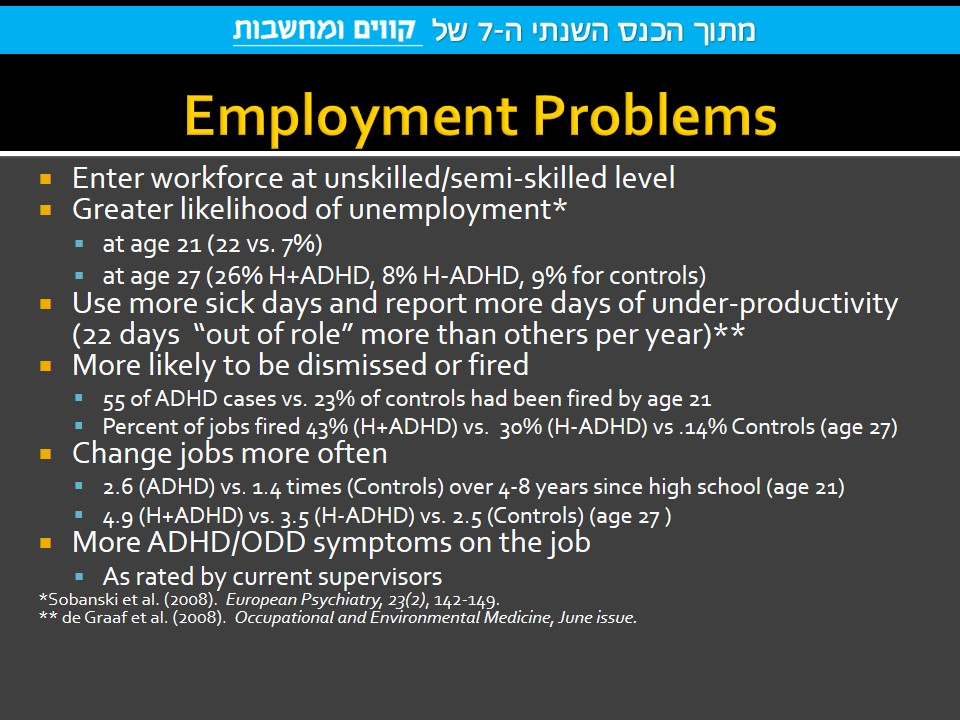 מתוך הכנס השנתי ה-7 של קווים ומחשבות
Employment Problems
Enter workforce at unskilled/semi-skilled level
Greater likelihood of unemployment*
at age 21 (22 vs. 7%)
at age 27 (26% H+ADHD, 8% H-ADHD, 9% for controls)
Use more sick days and report more days of under-productivity
(22 days “out of role” more than others per year)**
More likely to be dismissed or fired
55 of ADHD cases vs. 23% of controls had been fired by age 21
Percent of jobs fired 43% (H+ADHD) vs. 30% (H-ADHD) vs .14% Controls (age 27)
Change jobs more often
2.6 (ADHD) vs. 1.4 times (Controls) over 4-8 years since high school (age 21)
4.9 (H+ADHD) vs. 3.5 (H-ADHD) vs. 2.5 (Controls) (age 27 )
More ADHD/ODD symptoms on the job
As rated by current supervisors
*Sobanski et al. (2008). European Psychiatry, 23(2), 142-149.
** de Graaf et al. (2008). Occupational and Environmental Medicine, June issue.